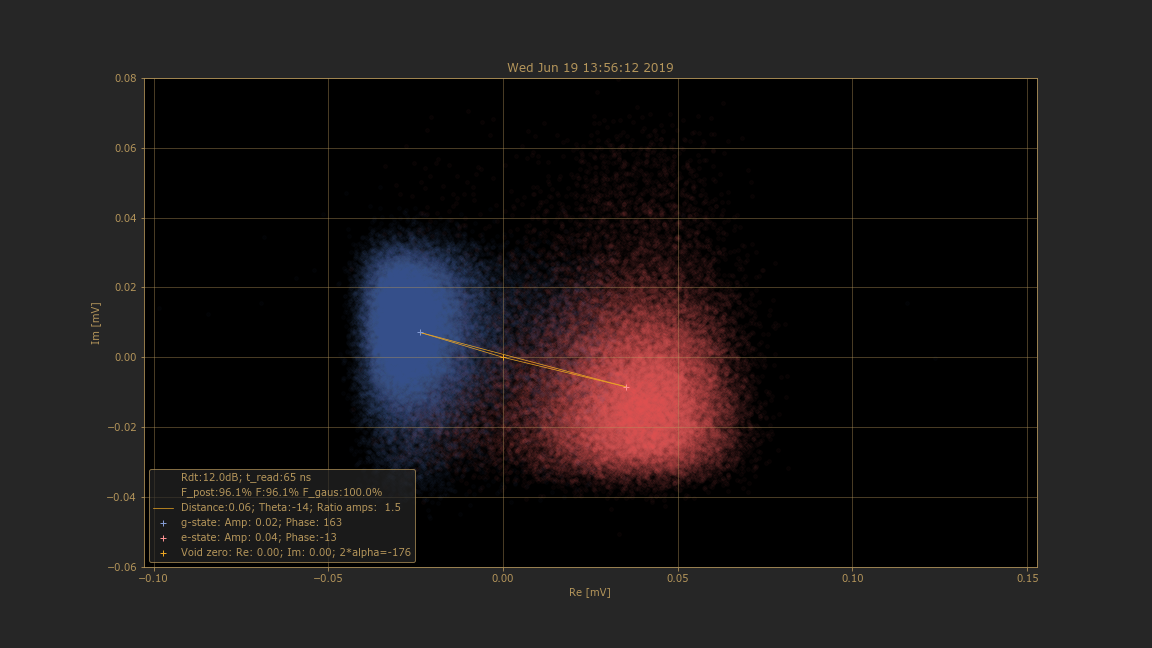 Wed Jun 19 13:56:12 2019
0.08
0.06
0.04
0.02
0.00
−0.02
−0.04
−0.06
Im [mV]
Rdt:12.0dB; t_read:65 ns
F_post:96.1% F:96.1% F_gaus:100.0%
Distance:0.06; Theta:-14; Ratio amps: 1.5
g-state: Amp: 0.02; Phase: 163
e-state: Amp: 0.04; Phase:-13
Void zero: Re: 0.00; Im: 0.00; 2*alpha=-176
−0.10 −0.05 0.00 0.05 0.10 0.15
Re [mV]